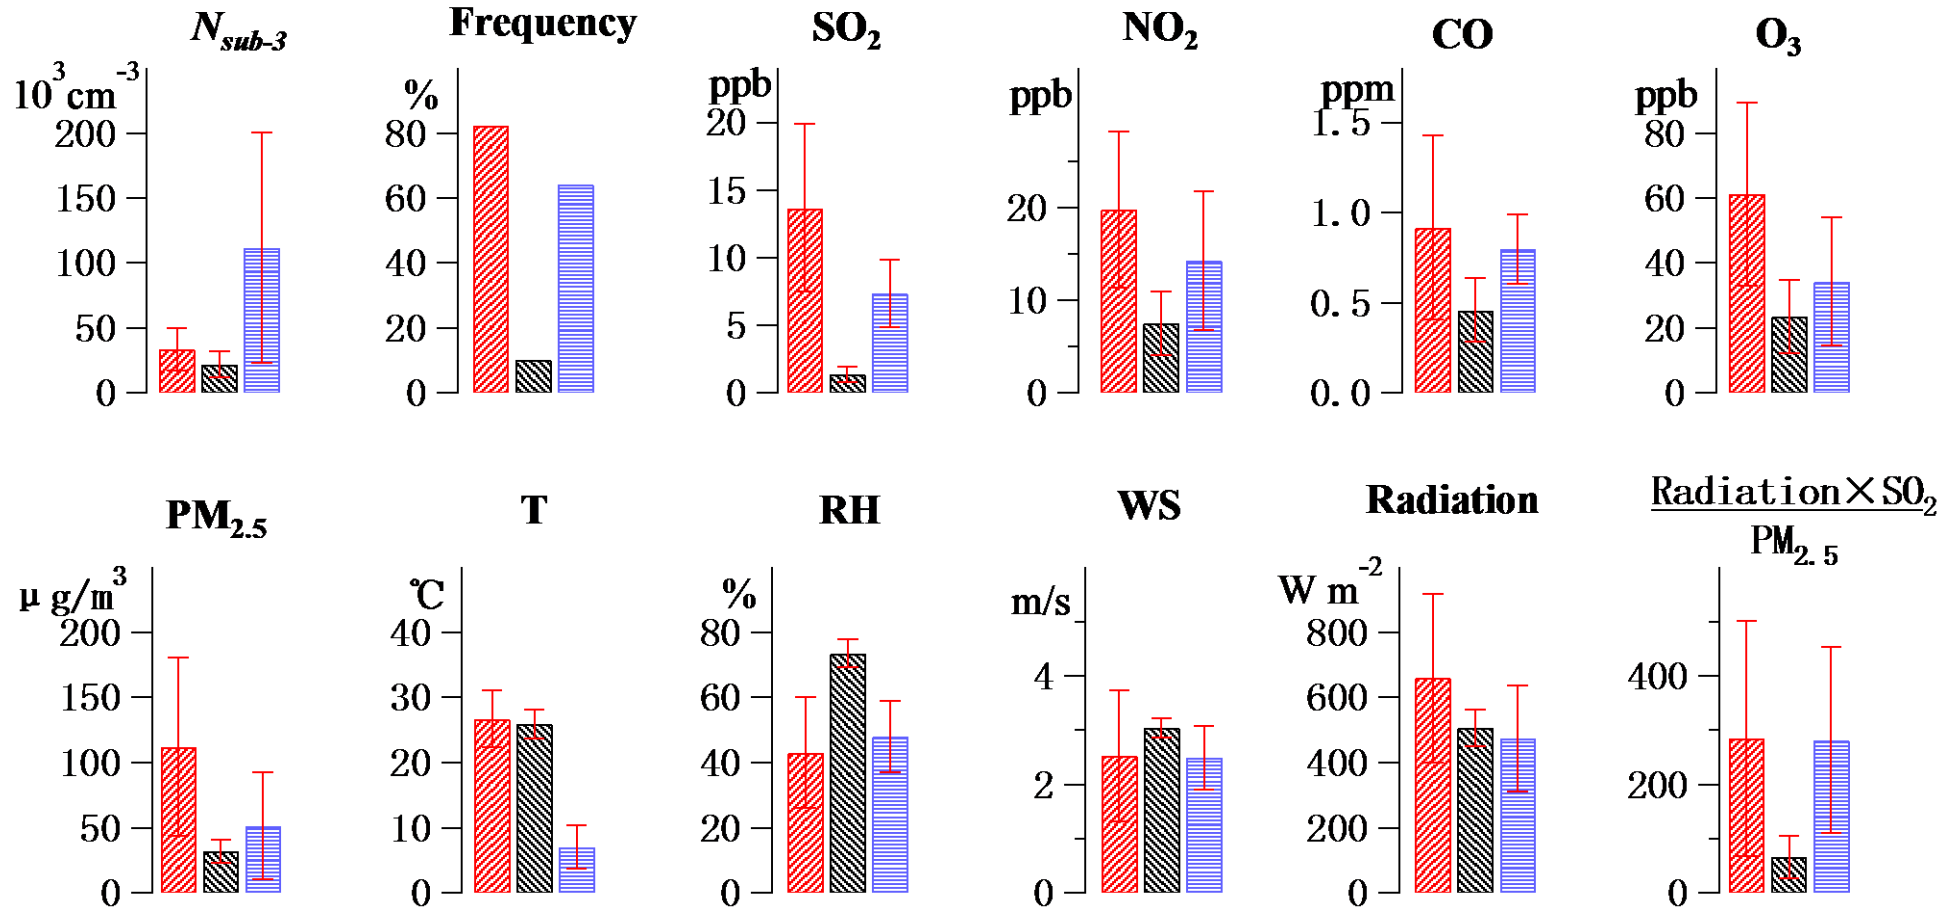 N_sub-3
10^3 cm^-3
200
150
100
50
0
Frequency
%
80
60
40
20
0
SO₂
ppb
20
15
10
5
0
NO₂
ppb
20
10
0
CO
ppm
1.5
1.0
0.5
0.0
O₃
ppb
80
60
40
20
0
PM₂.₅
μg/m³
200
150
100
50
0
T
℃
40
30
20
10
0
RH
%
80
60
40
20
0
WS
m/s
4
2
0
Radiation
W m⁻²
800
600
400
200
0
Radiation×SO₂
PM₂.₅
400
200
0